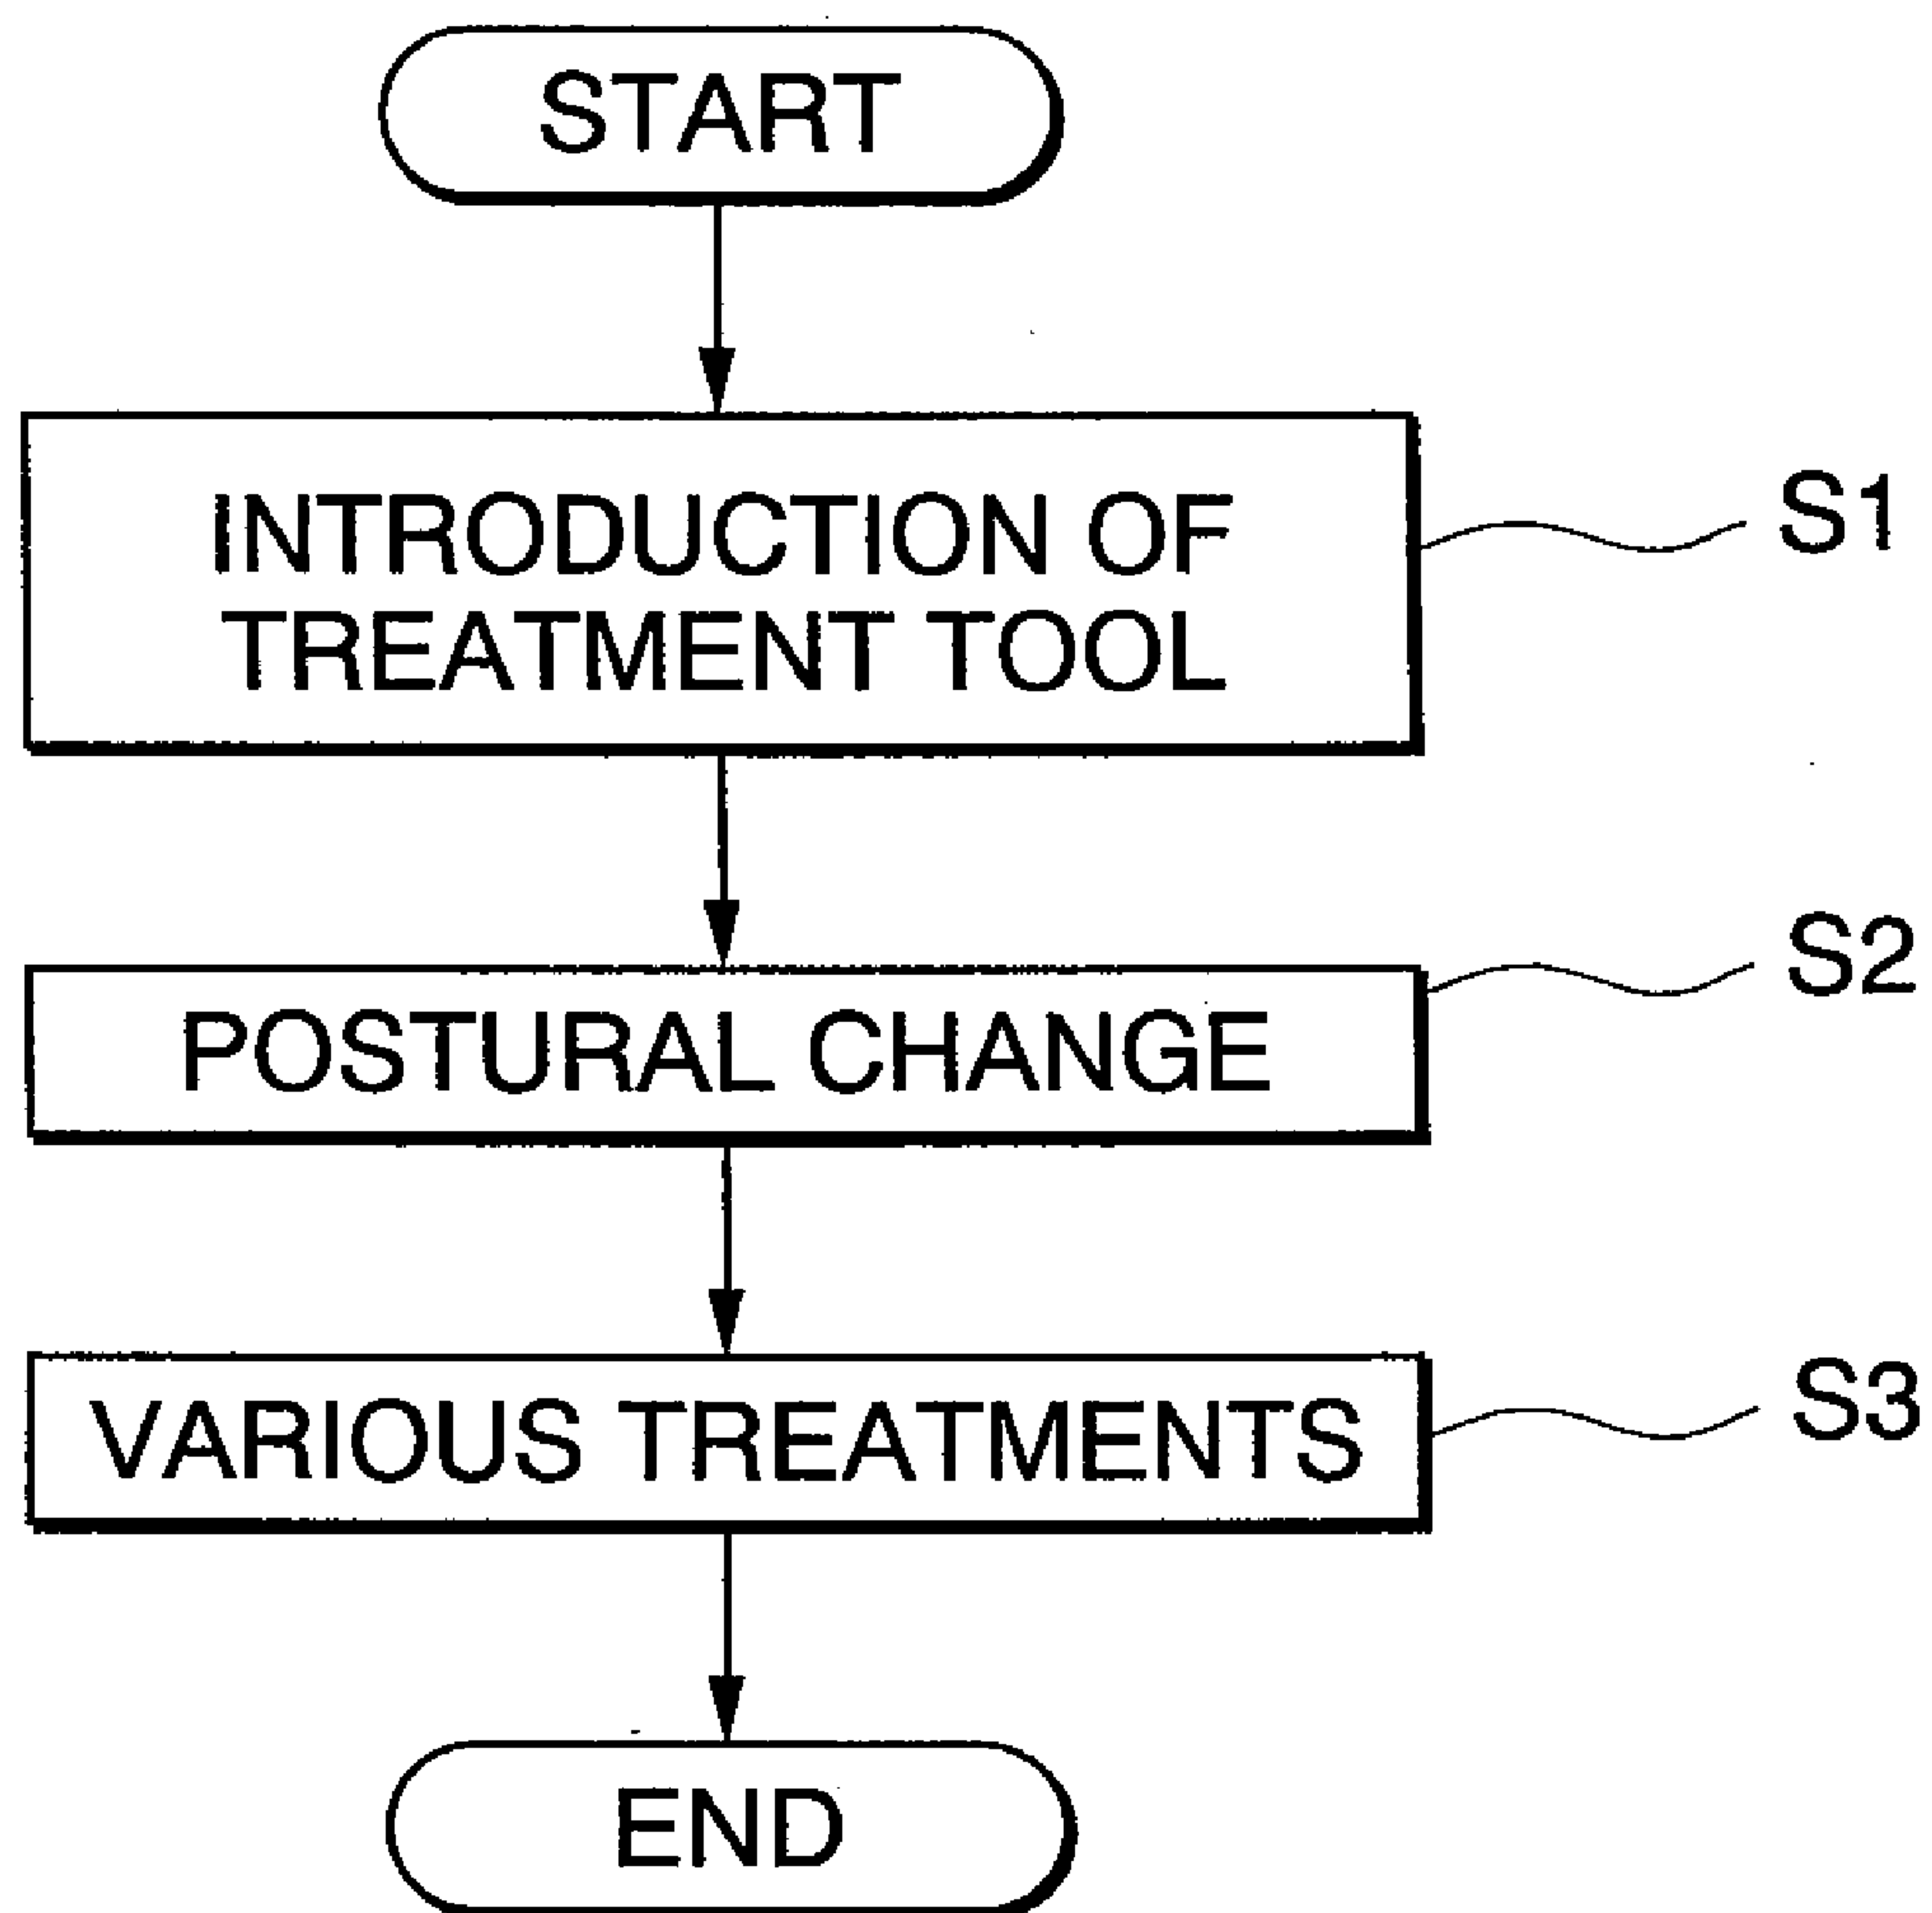 START
INTRODUCTION OF
TREATMENT TOOL
S1
POSTURAL CHANGE
S2
VARIOUS TREATMENTS
S3
END